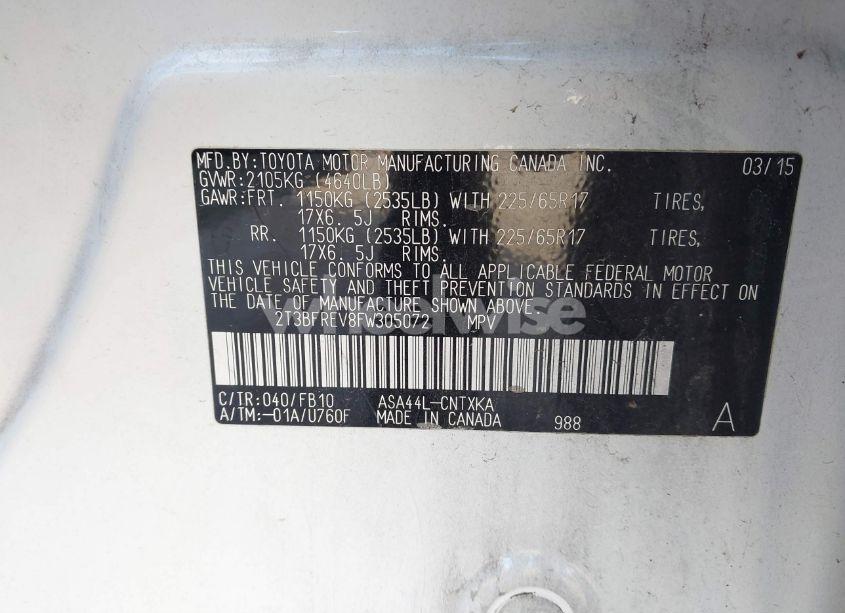 MFD.BY:TOYOTA MOTOR MANUFACTURING CANADA INC. 03/15
GVWR:2105KG (4640LB)
GAWR:FRT. 1150KG (2535LB) WITH 225/65R17 TIRES,
17X6. 5J RIMS.
RR. 1150KG (2535LB) WITH 225/65R17 TIRES,
17X6. 5J RIMS.
THIS VEHICLE CONFORMS TO ALL APPLICABLE FEDERAL MOTOR
VEHICLE SAFETY AND THEFT PREVENTION STANDARDS IN EFFECT ON
THE DATE OF MANUFACTURE SHOWN ABOVE.
2T3BFREV8FW305072 MPV
wheelwise
C/TR:040/FB10 ASA44L-CNTXKA
A/TM:-01A/U760F MADE IN CANADA 988 A